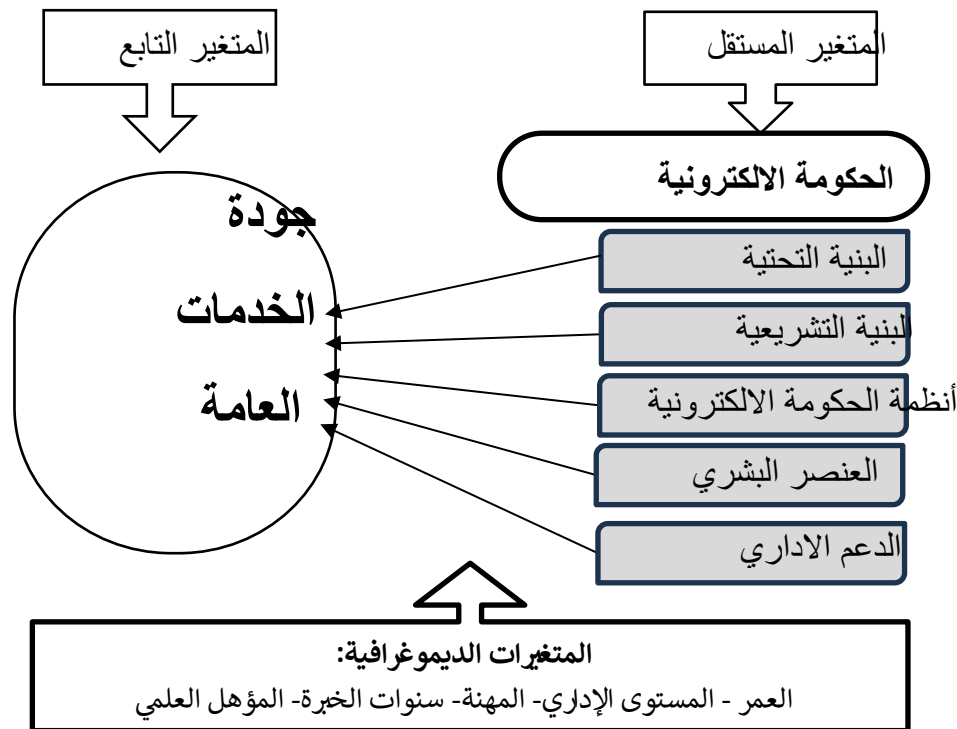 المتغير المستقل
المتغير التابع
الحكومة الالكترونية
البنية التحتية
البنية التشريعية
أنظمة الحكومة الالكترونية
العنصر البشري
الدعم الاداري
جودة
الخدمات
العامة
المتغيرات الديموغرافية:
العمر - المستوى الإداري- المهنة- سنوات الخبرة- المؤهل العلمي